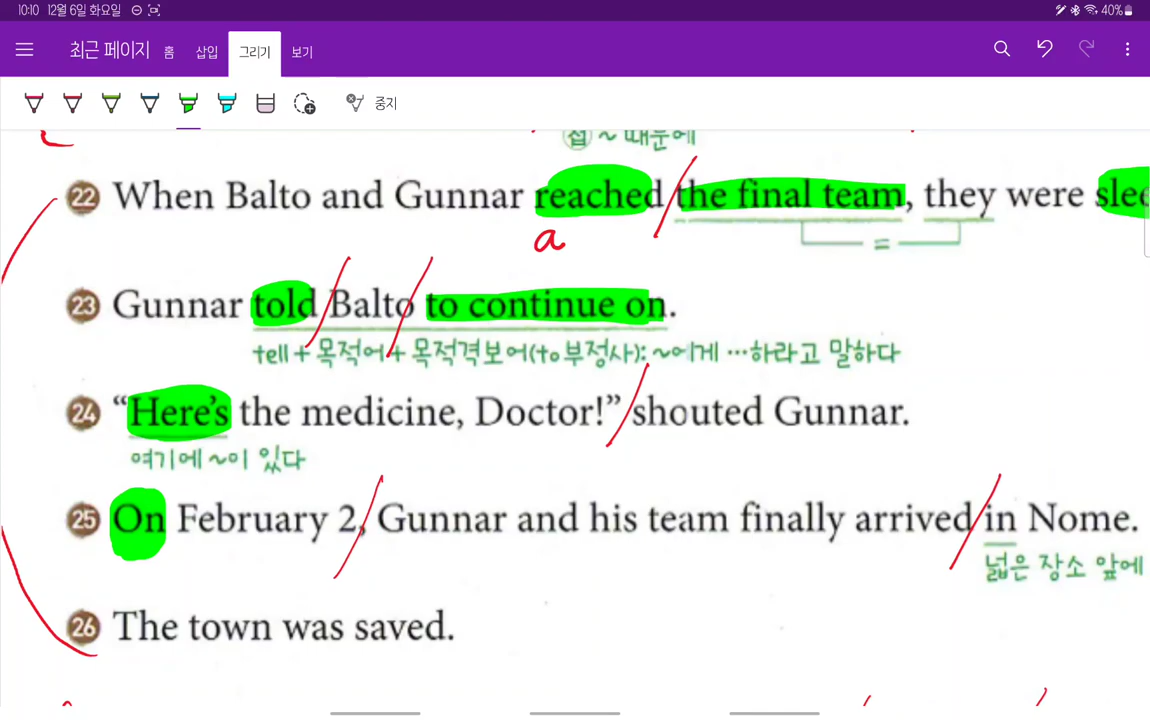 10:10 12월 6일 화요일 40%
최근 페이지 홈 삽입 그리기 보기
중지
접 ~ 때문에
22 When Balto and Gunnar reached the final team, they were slee
a =
23 Gunnar told Balto to continue on.
tell + 목적어 + 목적격보어(to부정사): ~에게 …하라고 말하다
24 “Here's the medicine, Doctor!” shouted Gunnar.
여기에 ~이 있다
25 On February 2, Gunnar and his team finally arrived in Nome.
넓은 장소 앞에
26 The town was saved.